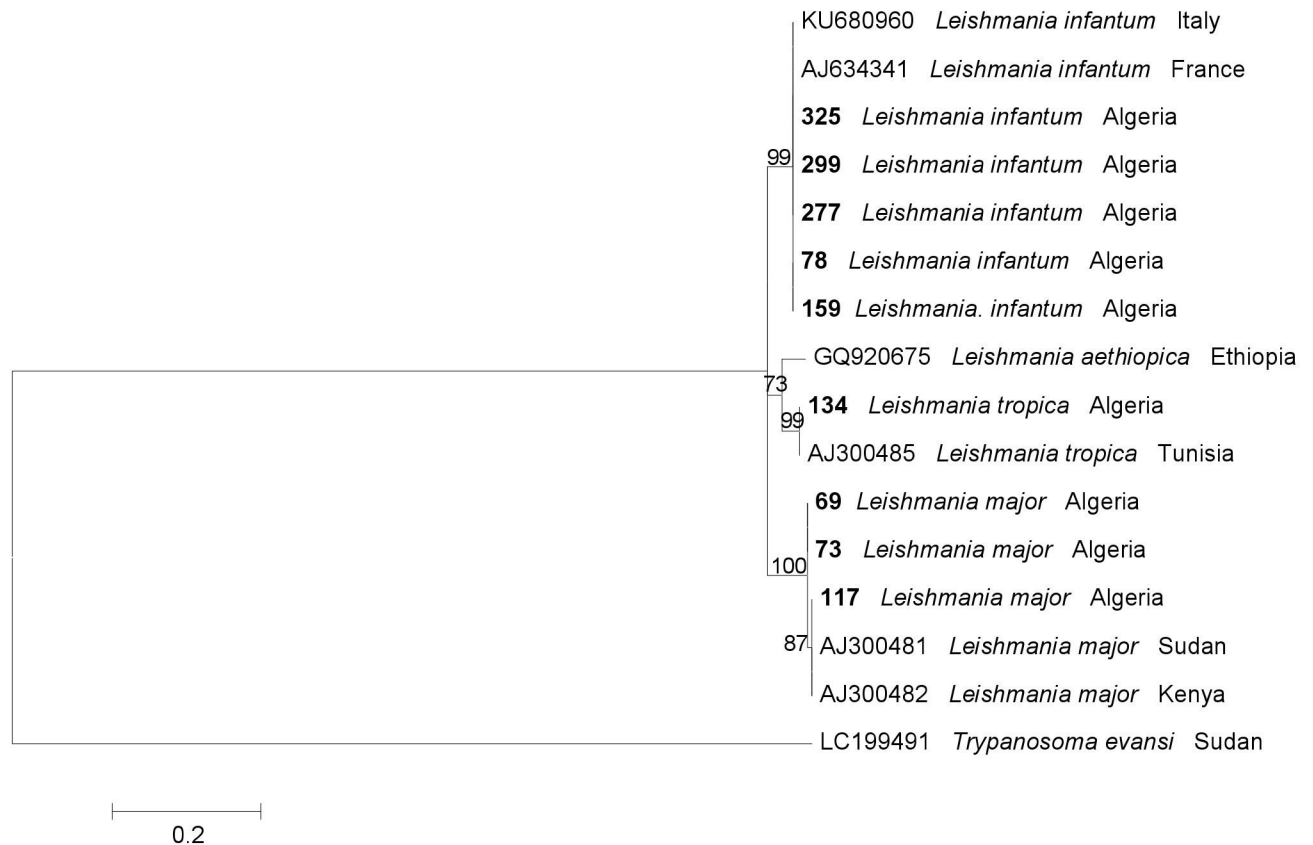 KU680960 Leishmania infantum Italy
AJ634341 Leishmania infantum France
325 Leishmania infantum Algeria
99
299 Leishmania infantum Algeria
277 Leishmania infantum Algeria
78 Leishmania infantum Algeria
159 Leishmania. infantum Algeria
GQ920675 Leishmania aethiopica Ethiopia
73
134 Leishmania tropica Algeria
99
AJ300485 Leishmania tropica Tunisia
69 Leishmania major Algeria
73 Leishmania major Algeria
100
117 Leishmania major Algeria
87
AJ300481 Leishmania major Sudan
AJ300482 Leishmania major Kenya
LC199491 Trypanosoma evansi Sudan
0.2